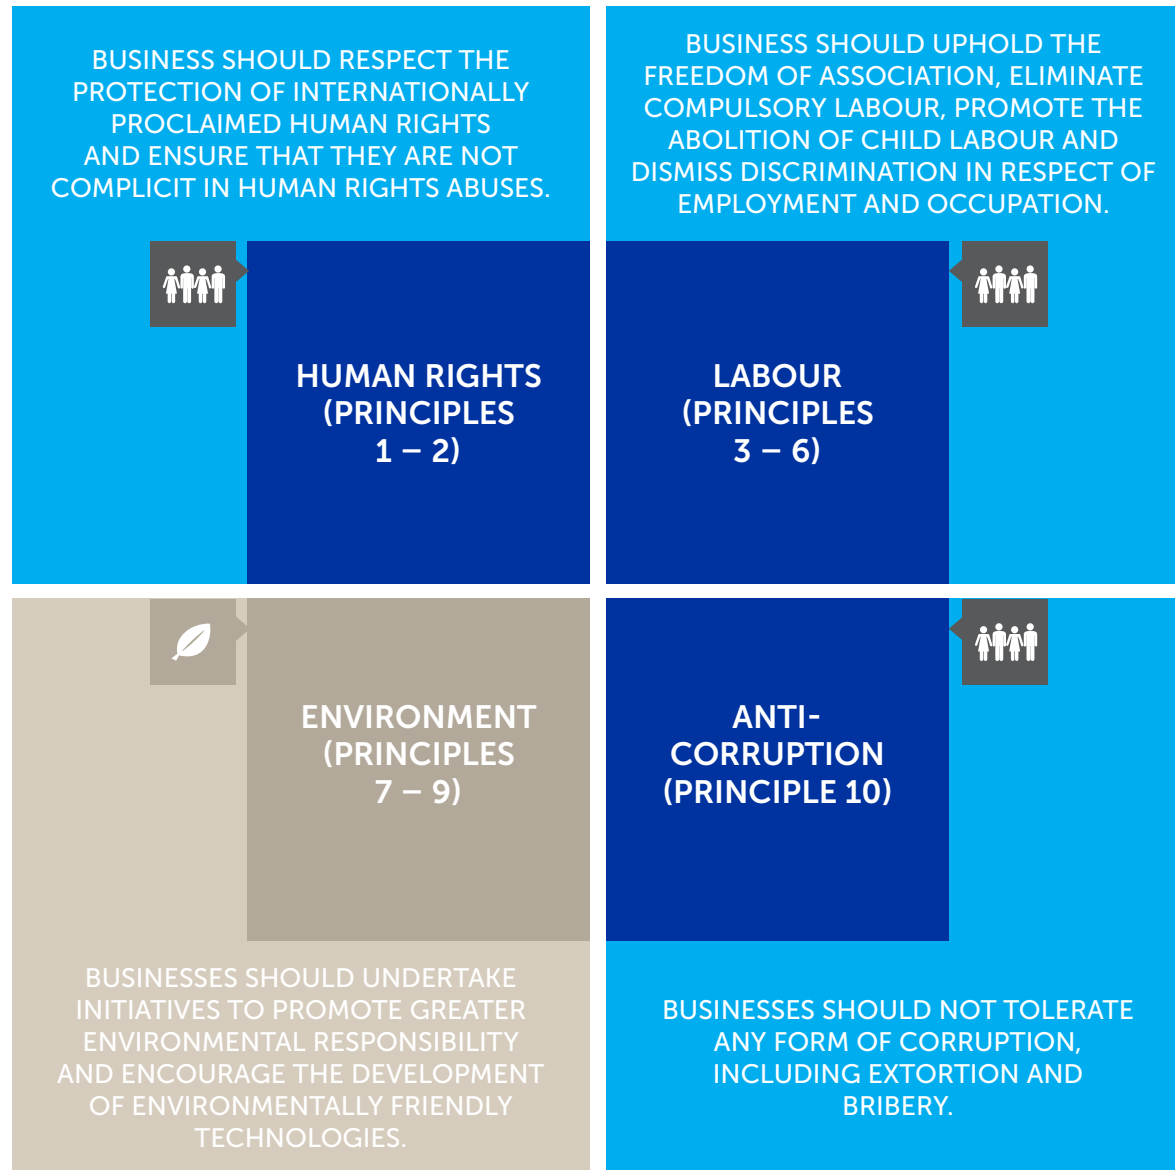 BUSINESS SHOULD RESPECT THE
PROTECTION OF INTERNATIONALLY
PROCLAIMED HUMAN RIGHTS
AND ENSURE THAT THEY ARE NOT
COMPLICIT IN HUMAN RIGHTS ABUSES.
HUMAN RIGHTS
(PRINCIPLES
1 – 2)
BUSINESS SHOULD UPHOLD THE
FREEDOM OF ASSOCIATION, ELIMINATE
COMPULSORY LABOUR, PROMOTE THE
ABOLITION OF CHILD LABOUR AND
DISMISS DISCRIMINATION IN RESPECT OF
EMPLOYMENT AND OCCUPATION.
LABOUR
(PRINCIPLES
3 – 6)
ENVIRONMENT
(PRINCIPLES
7 – 9)
BUSINESSES SHOULD UNDERTAKE
INITIATIVES TO PROMOTE GREATER
ENVIRONMENTAL RESPONSIBILITY
AND ENCOURAGE THE DEVELOPMENT
OF ENVIRONMENTALLY FRIENDLY
TECHNOLOGIES.
ANTI-
CORRUPTION
(PRINCIPLE 10)
BUSINESSES SHOULD NOT TOLERATE
ANY FORM OF CORRUPTION,
INCLUDING EXTORTION AND
BRIBERY.